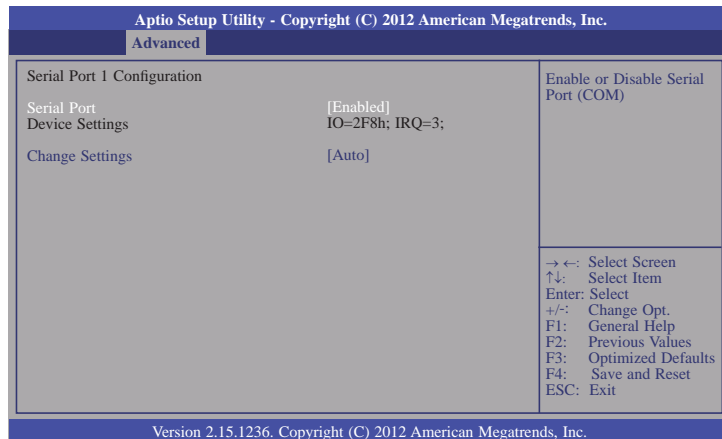 Aptio Setup Utility - Copyright (C) 2012 American Megatrends, Inc.
Advanced
Serial Port 1 Configuration
Serial Port [Enabled]
Device Settings IO=2F8h; IRQ=3;
Change Settings [Auto]
Enable or Disable Serial
Port (COM)
→ ←: Select Screen
↑↓: Select Item
Enter: Select
+/-: Change Opt.
F1: General Help
F2: Previous Values
F3: Optimized Defaults
F4: Save and Reset
ESC: Exit
Version 2.15.1236. Copyright (C) 2012 American Megatrends, Inc.